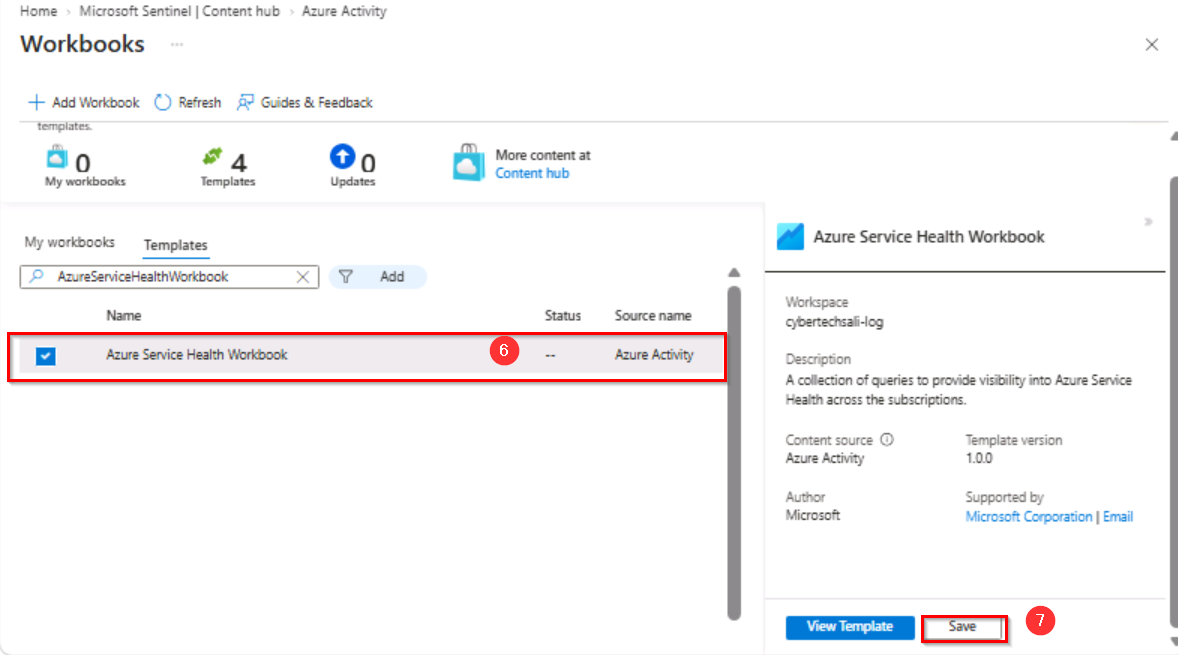 Home › Microsoft Sentinel | Content hub › Azure Activity
Workbooks ...
+ Add Workbook Refresh Guides & Feedback
templates.
0 My workbooks
4 Templates
0 Updates
More content at
Content hub
My workbooks Templates
AzureServiceHealthWorkbook
Add
Name Status Source name
Azure Service Health Workbook 6 -- Azure Activity
Azure Service Health Workbook
Workspace
cybertechsali-log
Description
A collection of queries to provide visibility into Azure Service
Health across the subscriptions.
Content source Template version
Azure Activity 1.0.0
Author Supported by
Microsoft Microsoft Corporation | Email
View Template Save 7